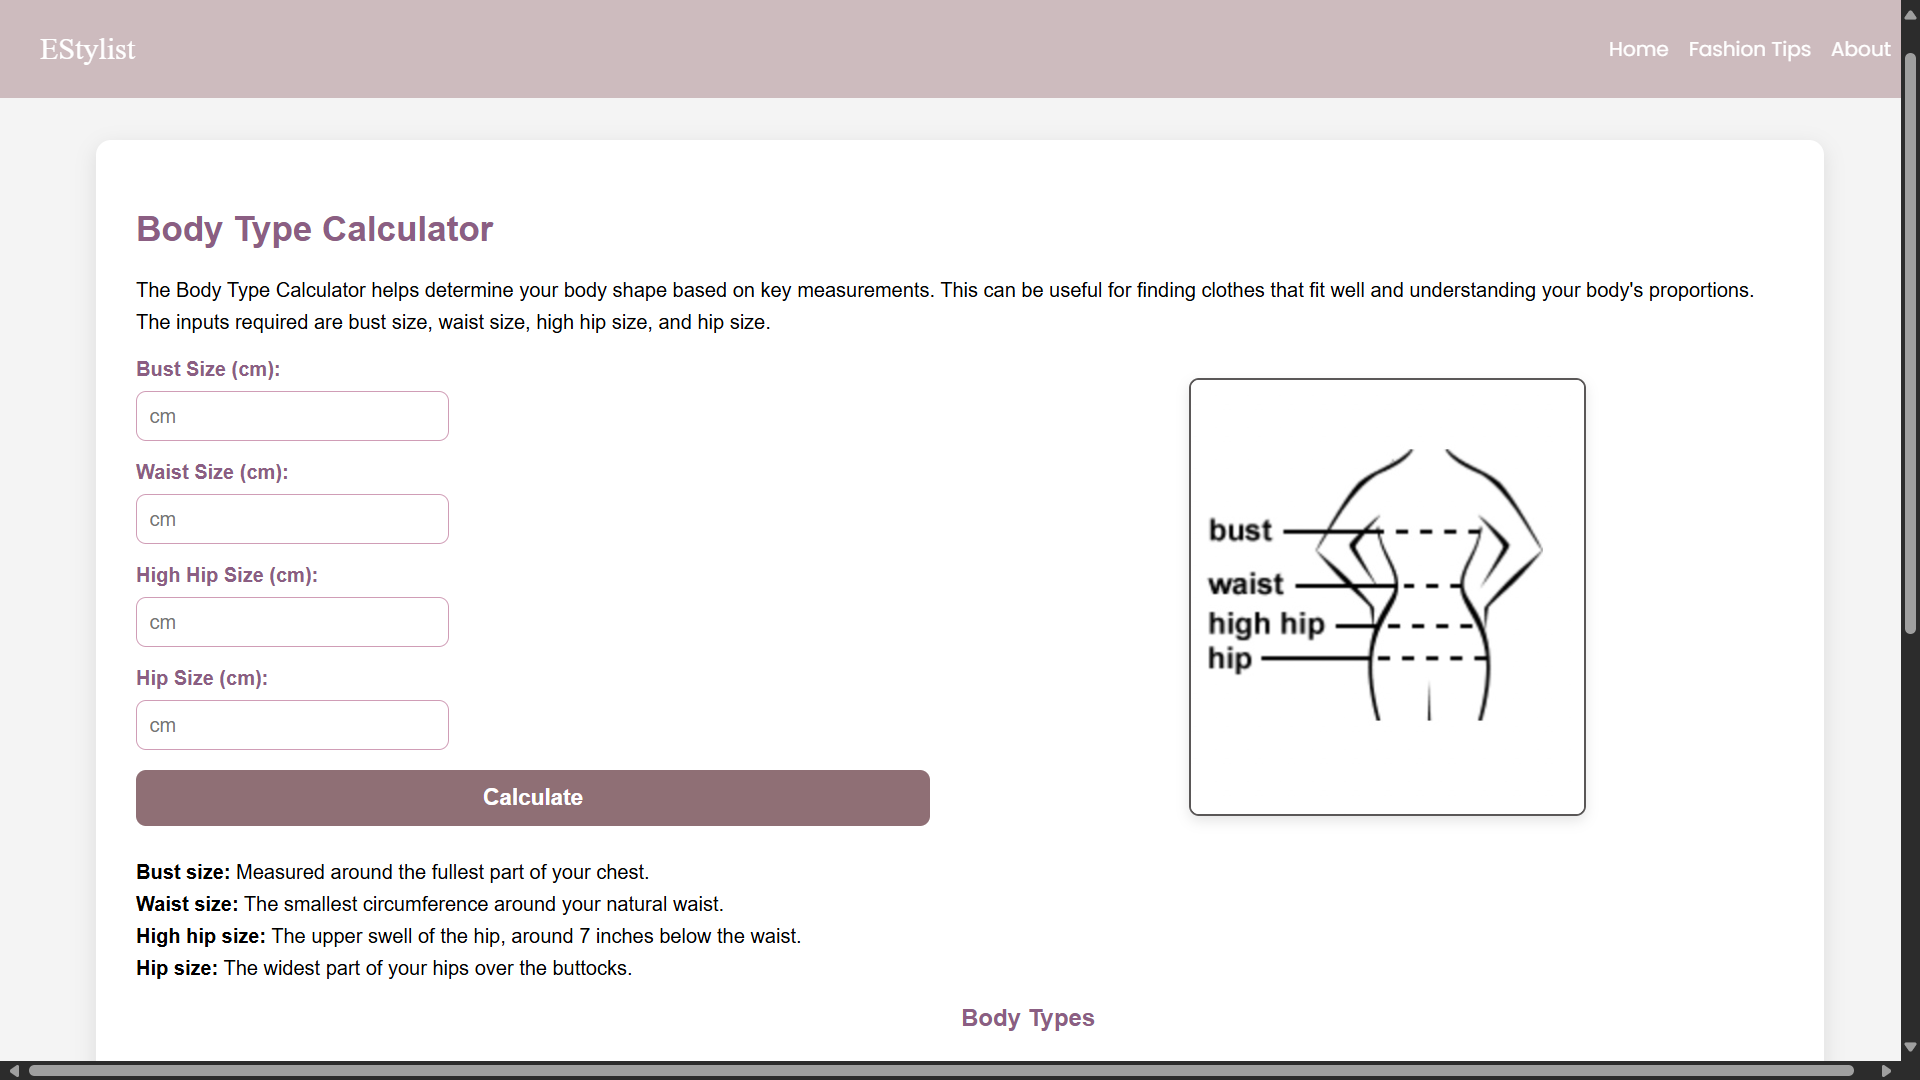 EStylist
Home Fashion Tips About
Body Type Calculator
The Body Type Calculator helps determine your body shape based on key measurements. This can be useful for finding clothes that fit well and understanding your body's proportions.
The inputs required are bust size, waist size, high hip size, and hip size.
Bust Size (cm):
cm
Waist Size (cm):
cm
High Hip Size (cm):
cm
Hip Size (cm):
cm
Calculate
bust
waist
high hip
hip
Bust size: Measured around the fullest part of your chest.
Waist size: The smallest circumference around your natural waist.
High hip size: The upper swell of the hip, around 7 inches below the waist.
Hip size: The widest part of your hips over the buttocks.
Body Types